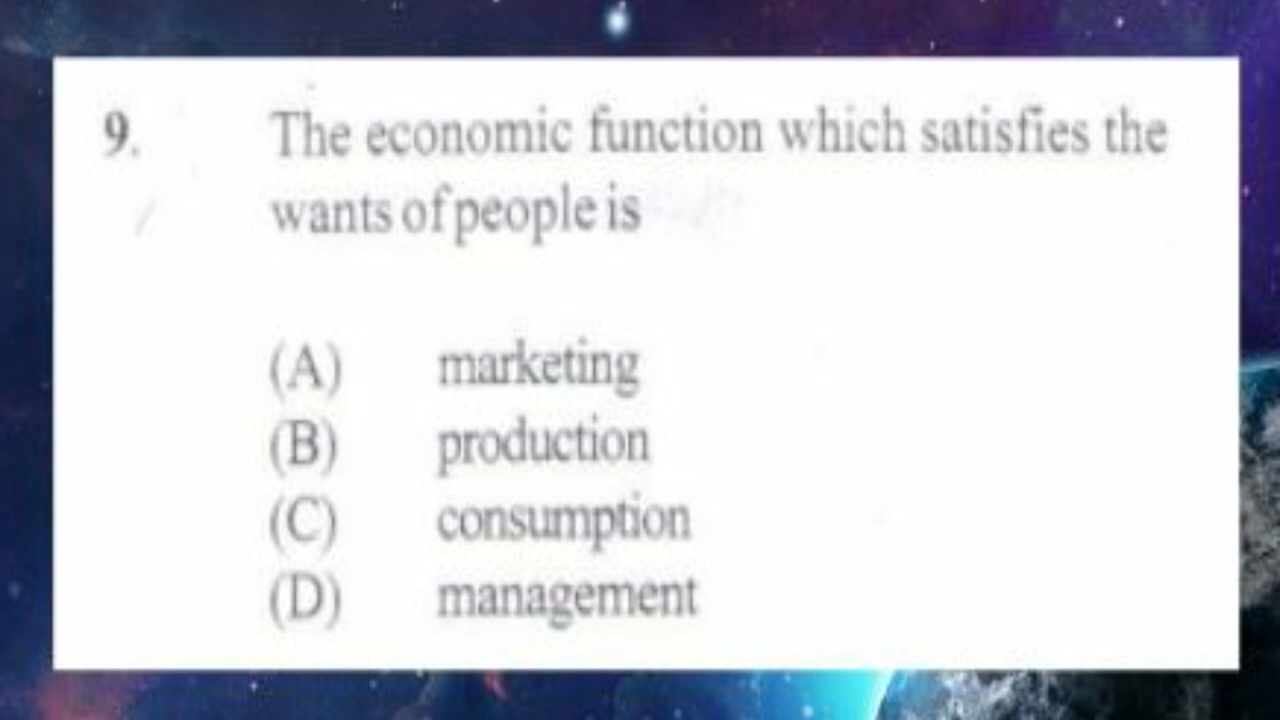 9. The economic function which satisfies the
wants of people is
(A) marketing
(B) production
(C) consumption
(D) management